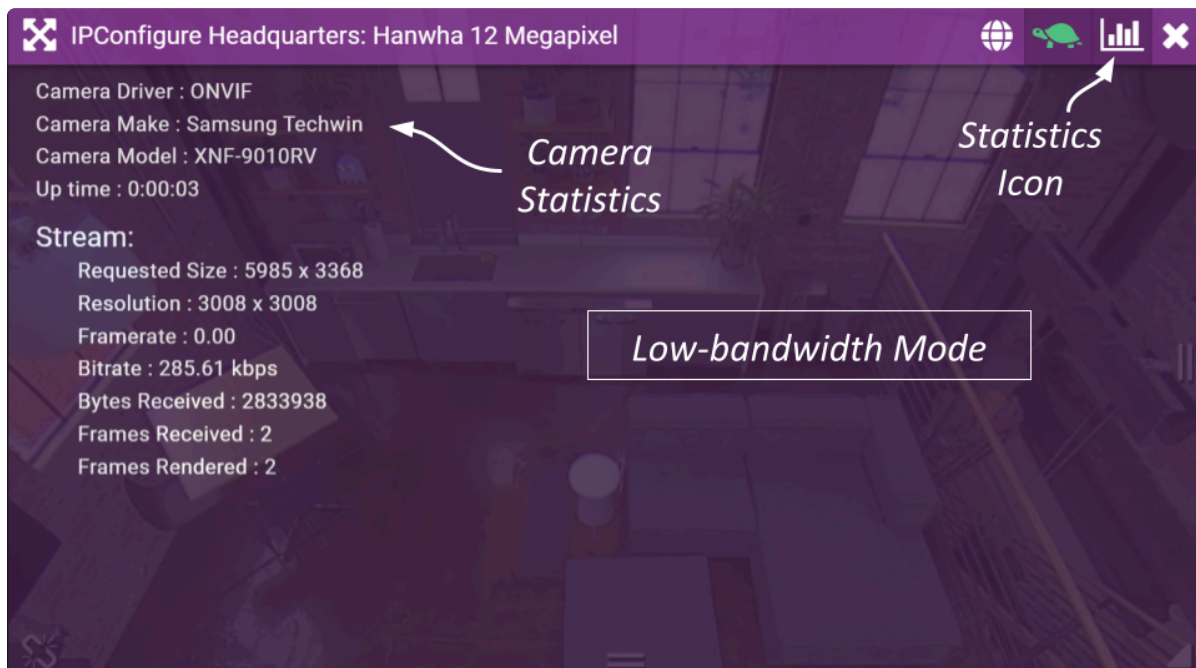 IPConfigure Headquarters: Hanwha 12 Megapixel
Camera Driver : ONVIF
Camera Make : Samsung Techwin
Camera Model : XNF-9010RV
Up time : 0:00:03
Camera
Statistics
Statistics
Icon
Stream:
Requested Size : 5985 x 3368
Resolution : 3008 x 3008
Framerate : 0.00
Bitrate : 285.61 kbps
Bytes Received : 2833938
Frames Received : 2
Frames Rendered : 2
Low-bandwidth Mode